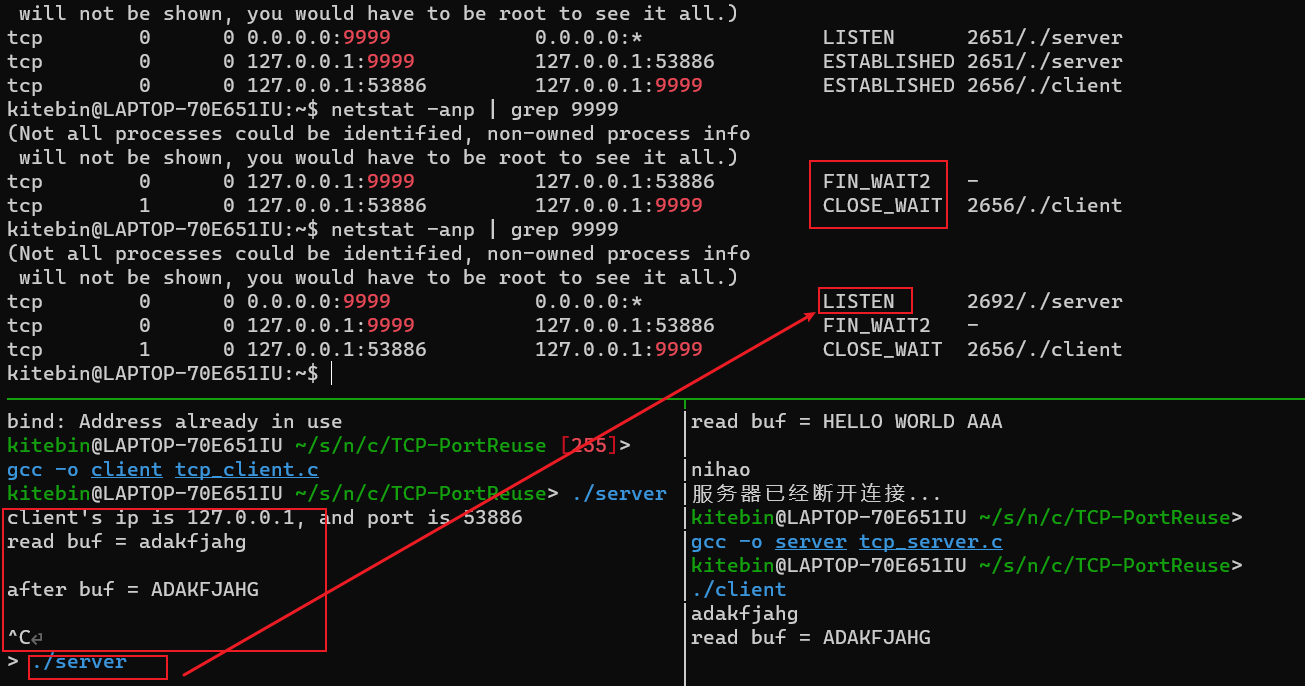 will not be shown, you would have to be root to see it all.)
tcp 0 0 0.0.0.0:9999 0.0.0.0:* LISTEN 2651/./server
tcp 0 0 127.0.0.1:9999 127.0.0.1:53886 ESTABLISHED 2651/./server
tcp 0 0 127.0.0.1:53886 127.0.0.1:9999 ESTABLISHED 2656/./client
kitebin@LAPTOP-70E651IU:~$ netstat -anp | grep 9999
(Not all processes could be identified, non-owned process info
will not be shown, you would have to be root to see it all.)
tcp 0 0 127.0.0.1:9999 127.0.0.1:53886 FIN_WAIT2 -
tcp 1 0 127.0.0.1:53886 127.0.0.1:9999 CLOSE_WAIT 2656/./client
kitebin@LAPTOP-70E651IU:~$ netstat -anp | grep 9999
(Not all processes could be identified, non-owned process info
will not be shown, you would have to be root to see it all.)
tcp 0 0 0.0.0.0:9999 0.0.0.0:* LISTEN 2692/./server
tcp 0 0 127.0.0.1:9999 127.0.0.1:53886 FIN_WAIT2 -
tcp 1 0 127.0.0.1:53886 127.0.0.1:9999 CLOSE_WAIT 2656/./client
kitebin@LAPTOP-70E651IU:~$
bind: Address already in use
kitebin@LAPTOP-70E651IU ~/s/n/c/TCP-PortReuse [255]>
gcc -o client tcp_client.c
kitebin@LAPTOP-70E651IU ~/s/n/c/TCP-PortReuse> ./server
client's ip is 127.0.0.1, and port is 53886
read buf = adakfjahg
after buf = ADAKFJAHG
^C⏎
> ./server
read buf = HELLO WORLD AAA
nihao
服务器已经断开连接...
kitebin@LAPTOP-70E651IU ~/s/n/c/TCP-PortReuse>
gcc -o server tcp_server.c
kitebin@LAPTOP-70E651IU ~/s/n/c/TCP-PortReuse>
./client
adakfjahg
read buf = ADAKFJAHG